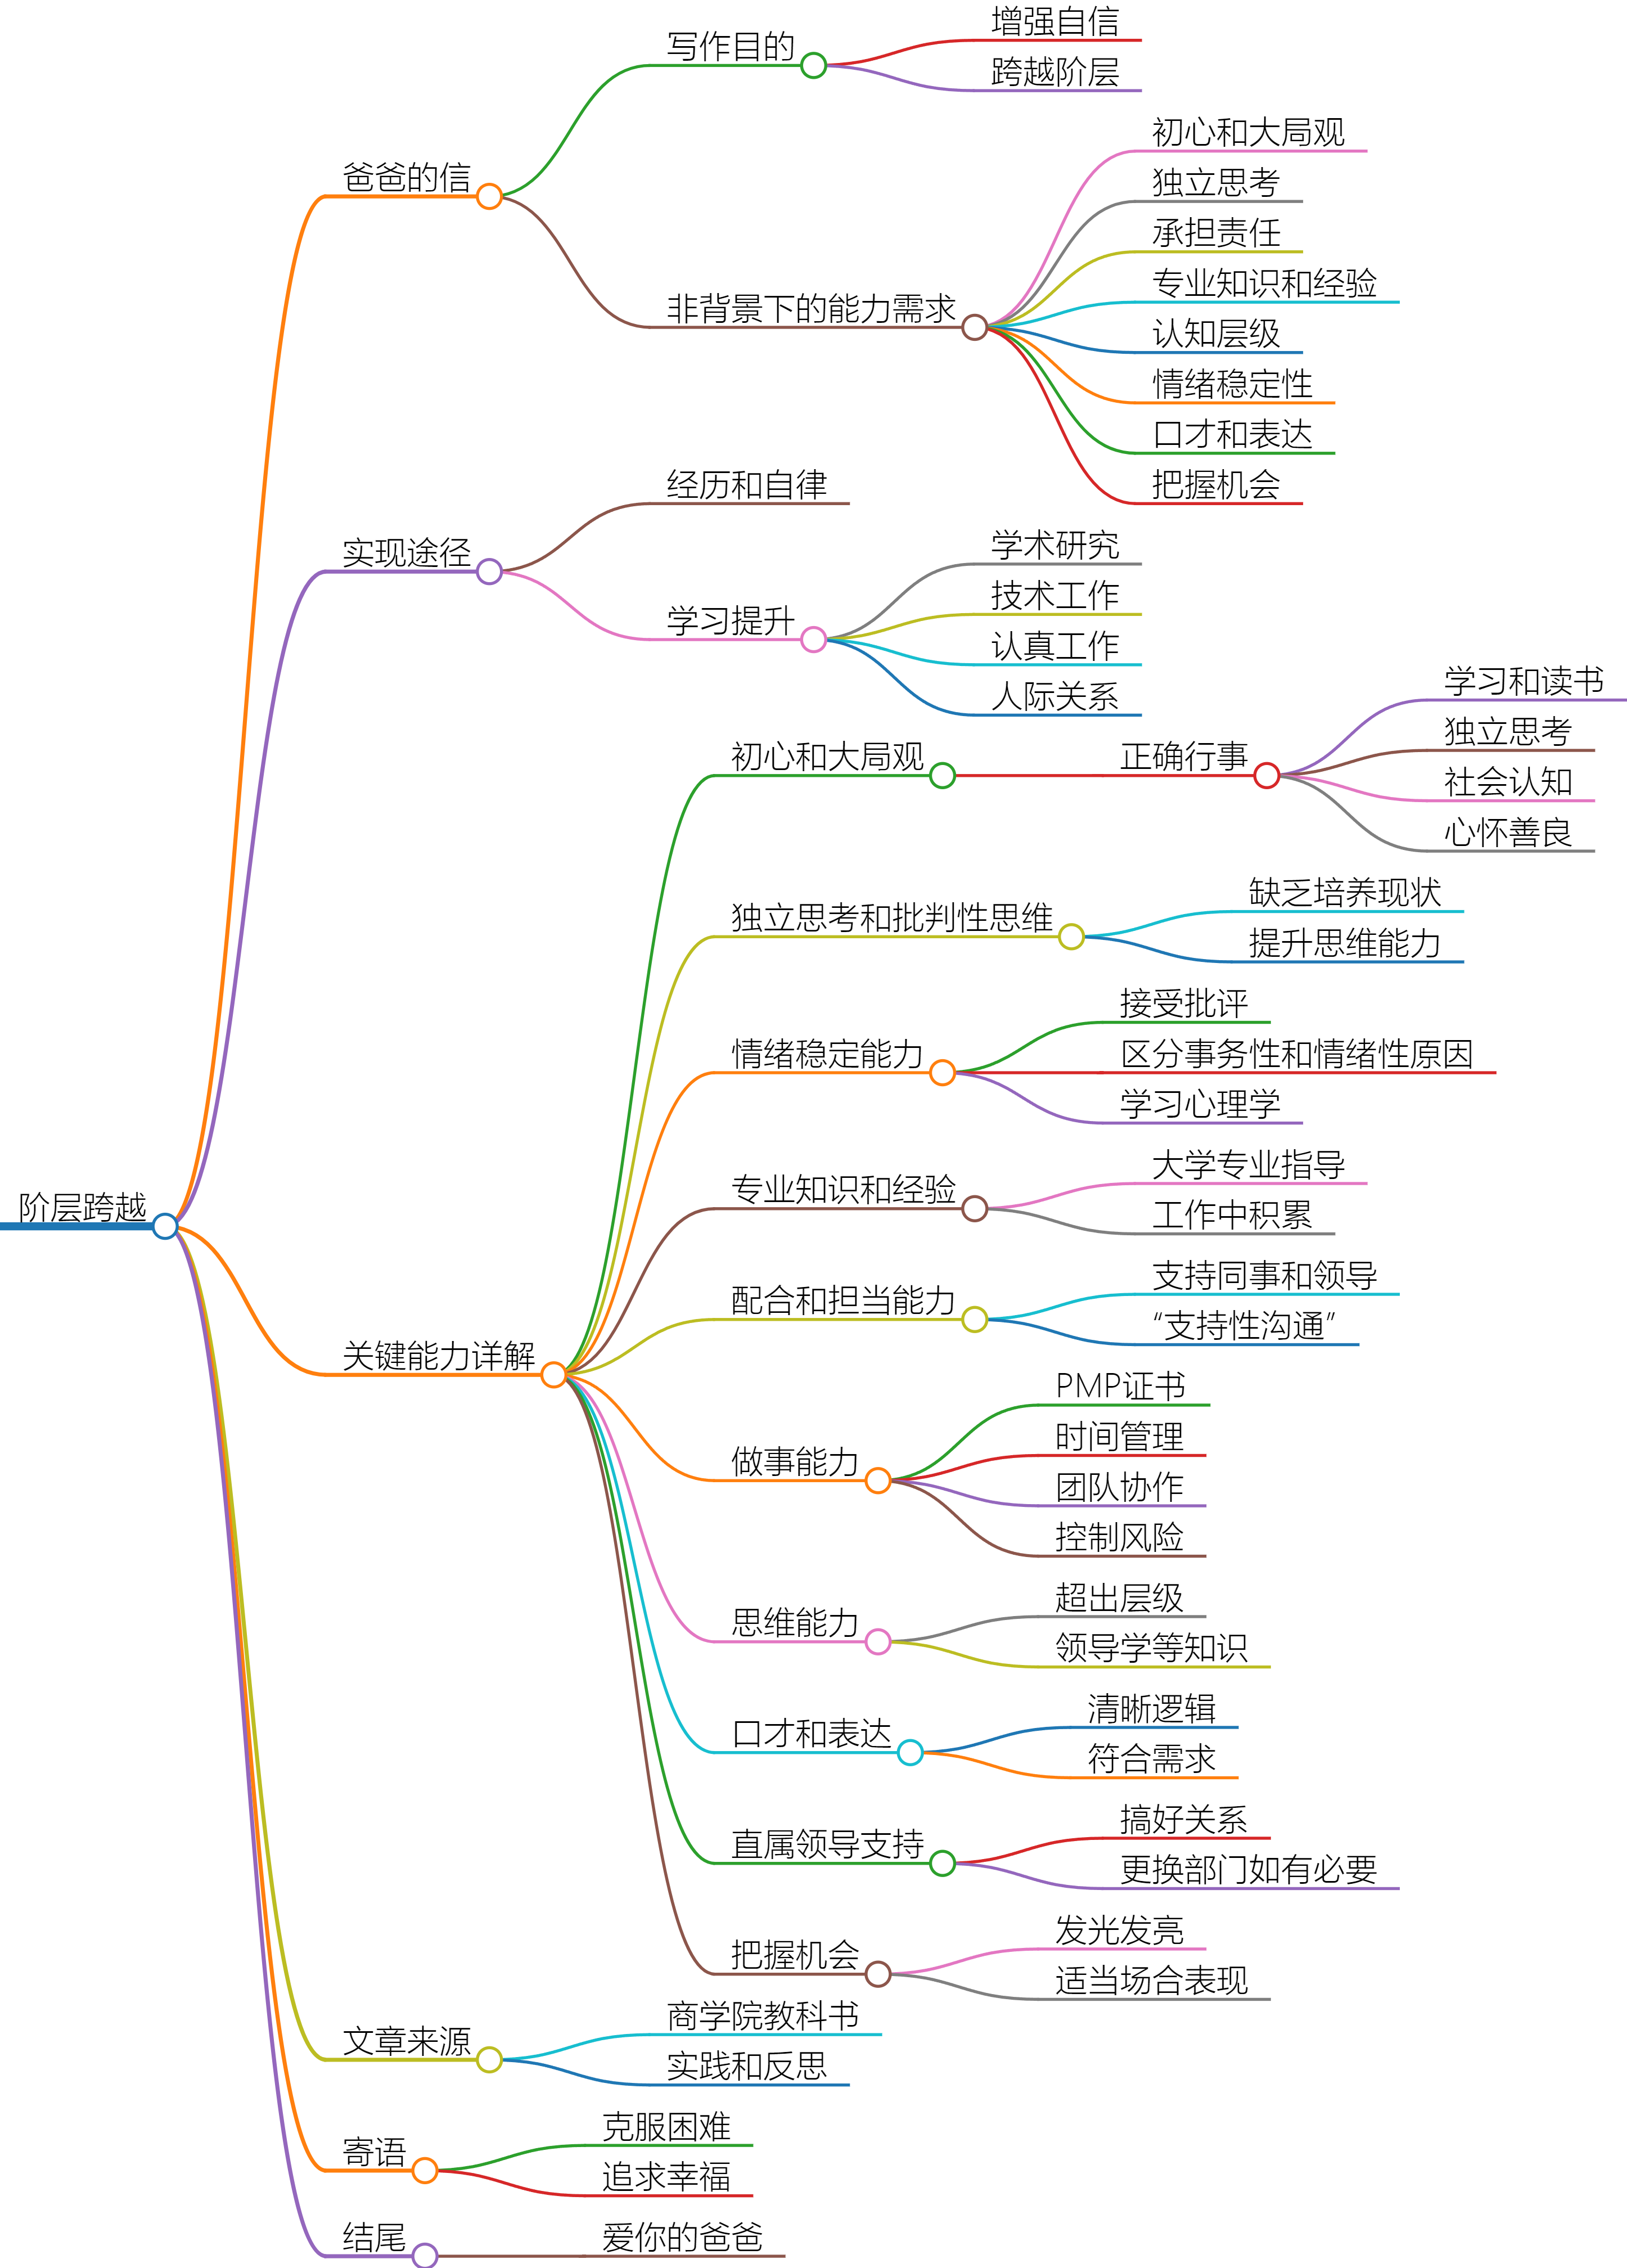 阶层跨越
爸爸的信
写作目的
增强自信
跨越阶层
非背景下的能力需求
初心和大局观
独立思考
承担责任
专业知识和经验
认知层级
情绪稳定性
口才和表达
把握机会
实现途径
经历和自律
学习提升
学术研究
技术工作
认真工作
人际关系
关键能力详解
初心和大局观
正确行事
学习和读书
独立思考
社会认知
心怀善良
独立思考和批判性思维
缺乏培养现状
提升思维能力
情绪稳定能力
接受批评
区分事务性和情绪性原因
学习心理学
专业知识和经验
大学专业指导
工作中积累
配合和担当能力
支持同事和领导
“支持性沟通”
做事能力
PMP证书
时间管理
团队协作
控制风险
思维能力
超出层级
领导学等知识
口才和表达
清晰逻辑
符合需求
直属领导支持
搞好关系
更换部门如有必要
把握机会
发光发亮
适当场合表现
文章来源
商学院教科书
实践和反思
寄语
克服困难
追求幸福
结尾
爱你的爸爸